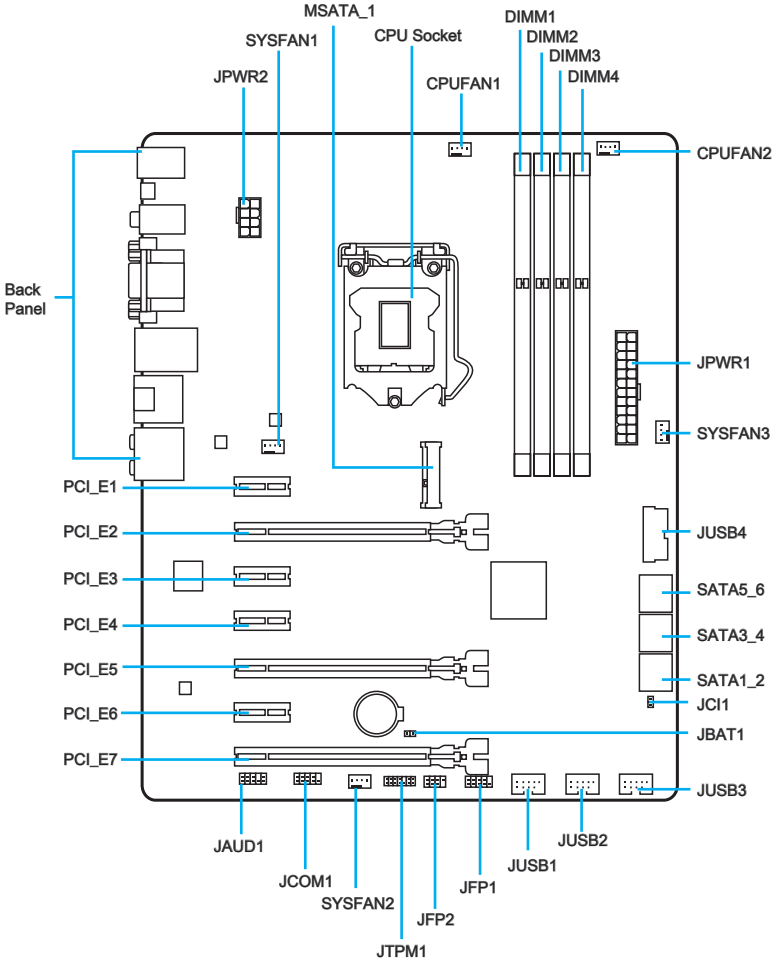 MSATA_1
DIMM1
SYSFAN1
CPU Socket
DIMM2
DIMM3
JPWR2
CPUFAN1
DIMM4
CPUFAN2
Back
Panel
JPWR1
SYSFAN3
PCI_E1
PCI_E2
JUSB4
PCI_E3
SATA5_6
PCI_E4
SATA3_4
PCI_E5
SATA1_2
JCI1
PCI_E6
JBAT1
PCI_E7
JUSB3
JAUD1
JUSB2
JUSB1
JCOM1
JFP1
SYSFAN2
JFP2
JTPM1